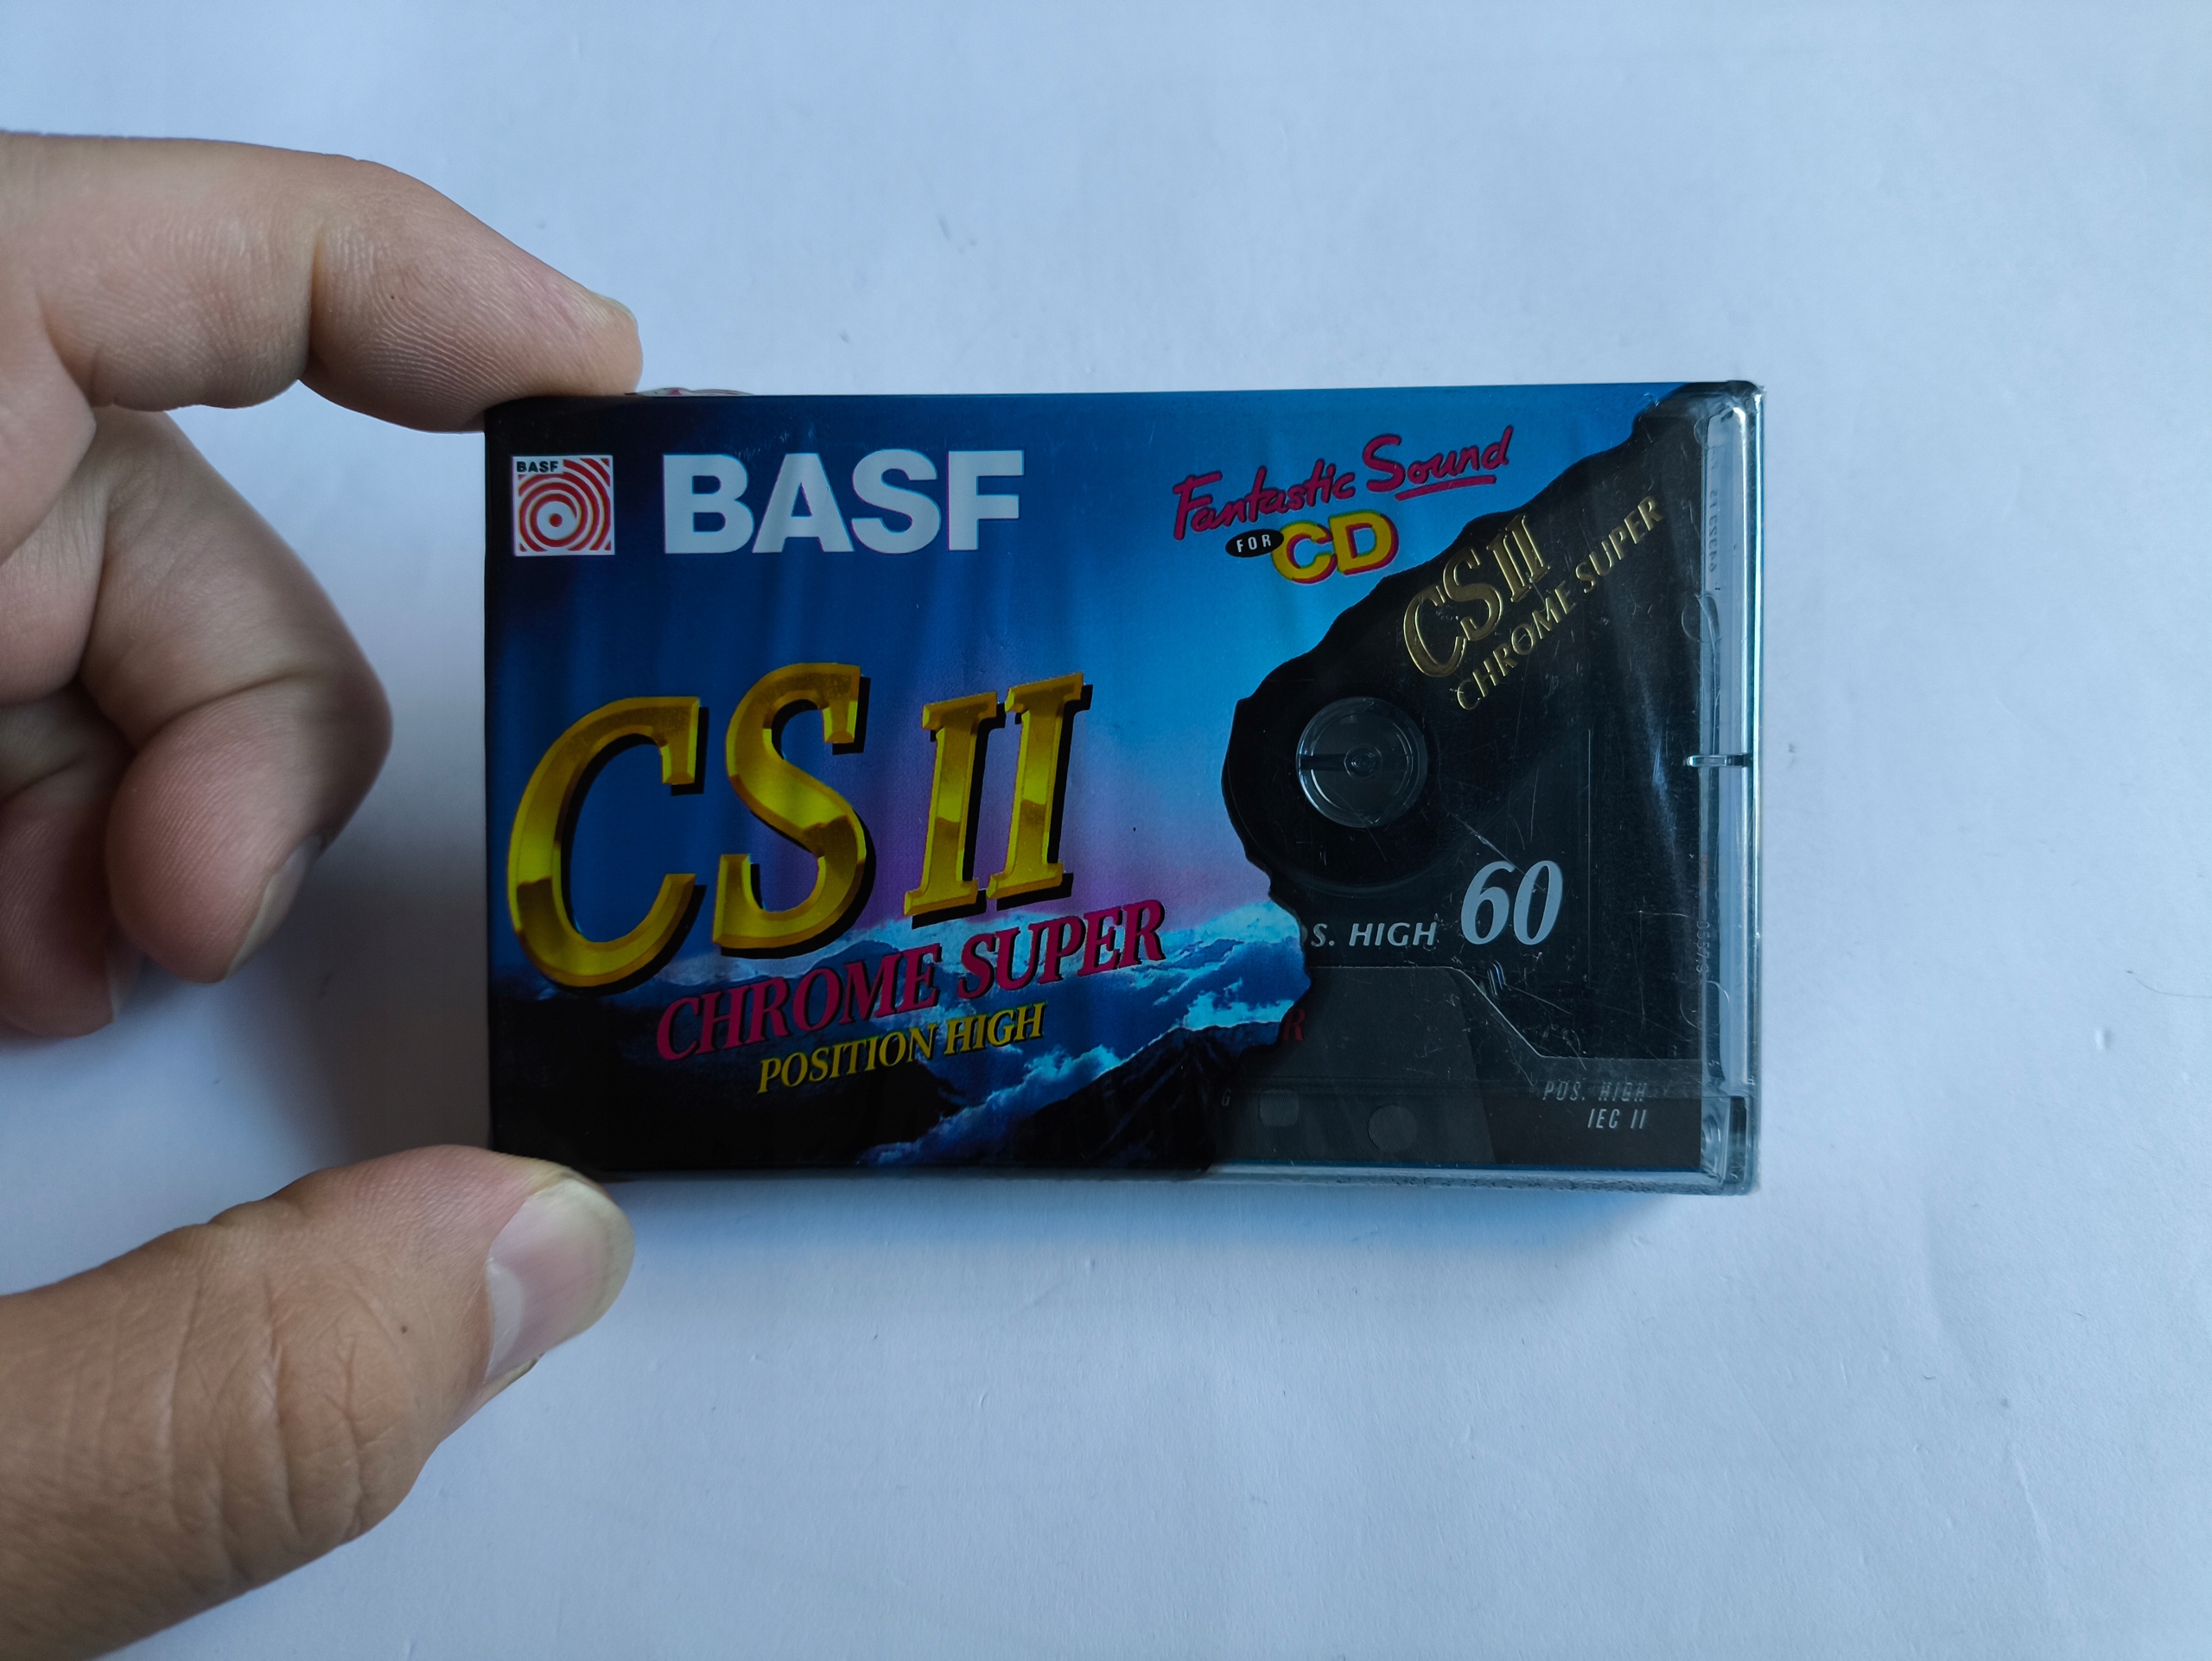 BASF
BASF
Fantastic Sound
FOR CD
CS II
CHROME SUPER
CS II
CHROME SUPER
POSITION HIGH
S. HIGH 60
R
G
POS. HIGH
IEC II